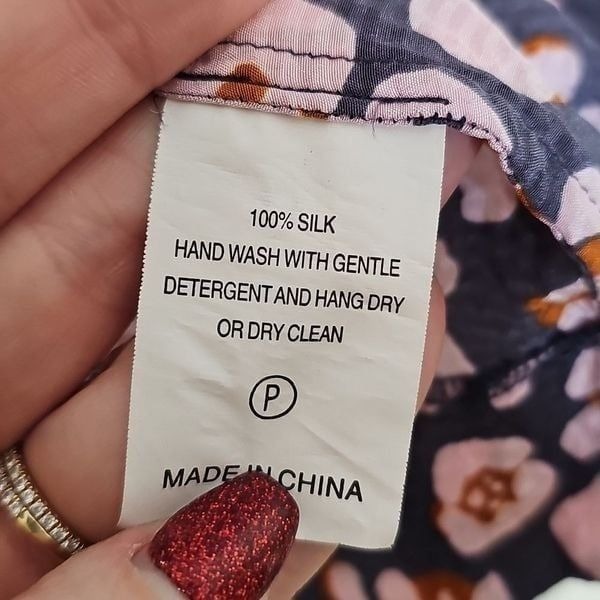 100% SILK
HAND WASH WITH GENTLE
DETERGENT AND HANG DRY
OR DRY CLEAN
P
MADE IN CHINA